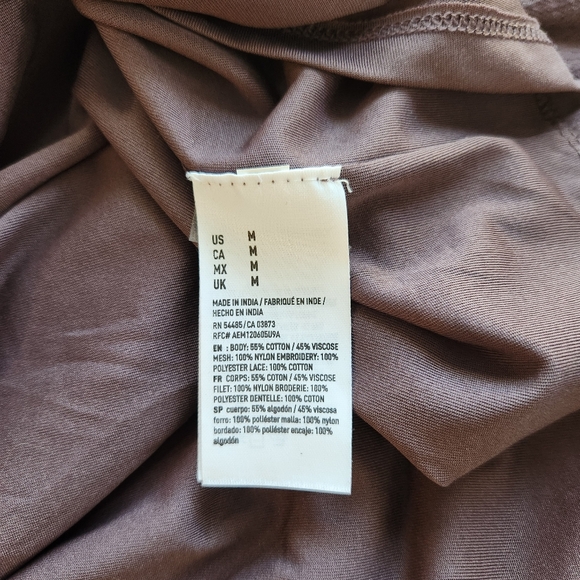 US M
CA M
MX M
UK M
MADE IN INDIA / FABRIQUÉ EN INDE /
HECHO EN INDIA
RN 54485 / CA 03873
RFC# AEM120605U9A
EN : BODY: 55% COTTON / 45% VISCOSE
MESH: 100% NYLON EMBROIDERY: 100%
POLYESTER LACE: 100% COTTON
FR CORPS: 55% COTON / 45% VISCOSE
FILET: 100% NYLON BRODERIE: 100%
POLYESTER DENTELLE: 100% COTON
SP cuerpo: 55% algodón / 45% viscosa
forro: 100% poliéster malla: 100% nylon
bordado: 100% poliéster encaje: 100%
algodón